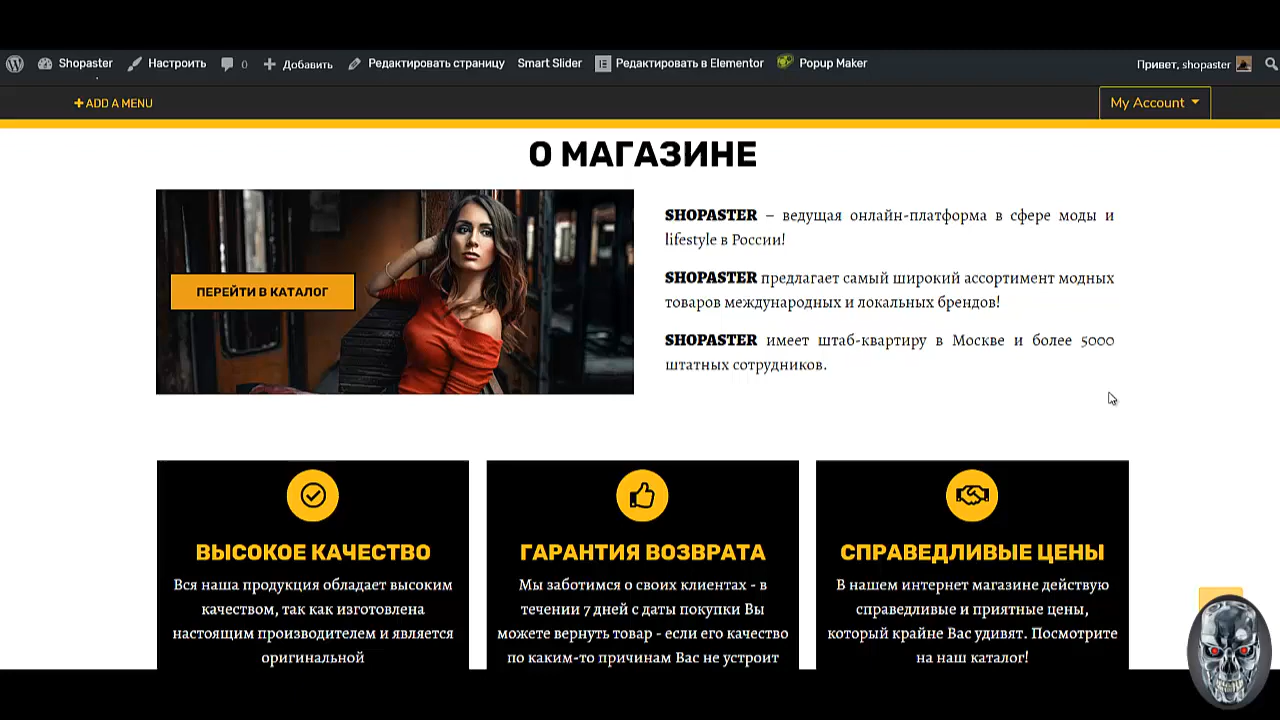 Shopaster Настроить 0 Добавить Редактировать страницу Smart Slider Редактировать в Elementor Popup Maker Привет, shopaster
ADD A MENU My Account
О МАГАЗИНЕ
ПЕРЕЙТИ В КАТАЛОГ
SHOPASTER – ведущая онлайн-платформа в сфере моды и
lifestyle в России!
SHOPASTER предлагает самый широкий ассортимент модных
товаров международных и локальных брендов!
SHOPASTER имеет штаб-квартиру в Москве и более 5000
штатных сотрудников.
ВЫСОКОЕ КАЧЕСТВО
Вся наша продукция обладает высоким
качеством, так как изготовлена
настоящим производителем и является
оригинальной
ГАРАНТИЯ ВОЗВРАТА
Мы заботимся о своих клиентах - в
течении 7 дней с даты покупки Вы
можете вернуть товар - если его качество
по каким-то причинам Вас не устроит
СПРАВЕДЛИВЫЕ ЦЕНЫ
В нашем интернет магазине действую
справедливые и приятные цены,
который крайне Вас удивят. Посмотрите
на наш каталог!